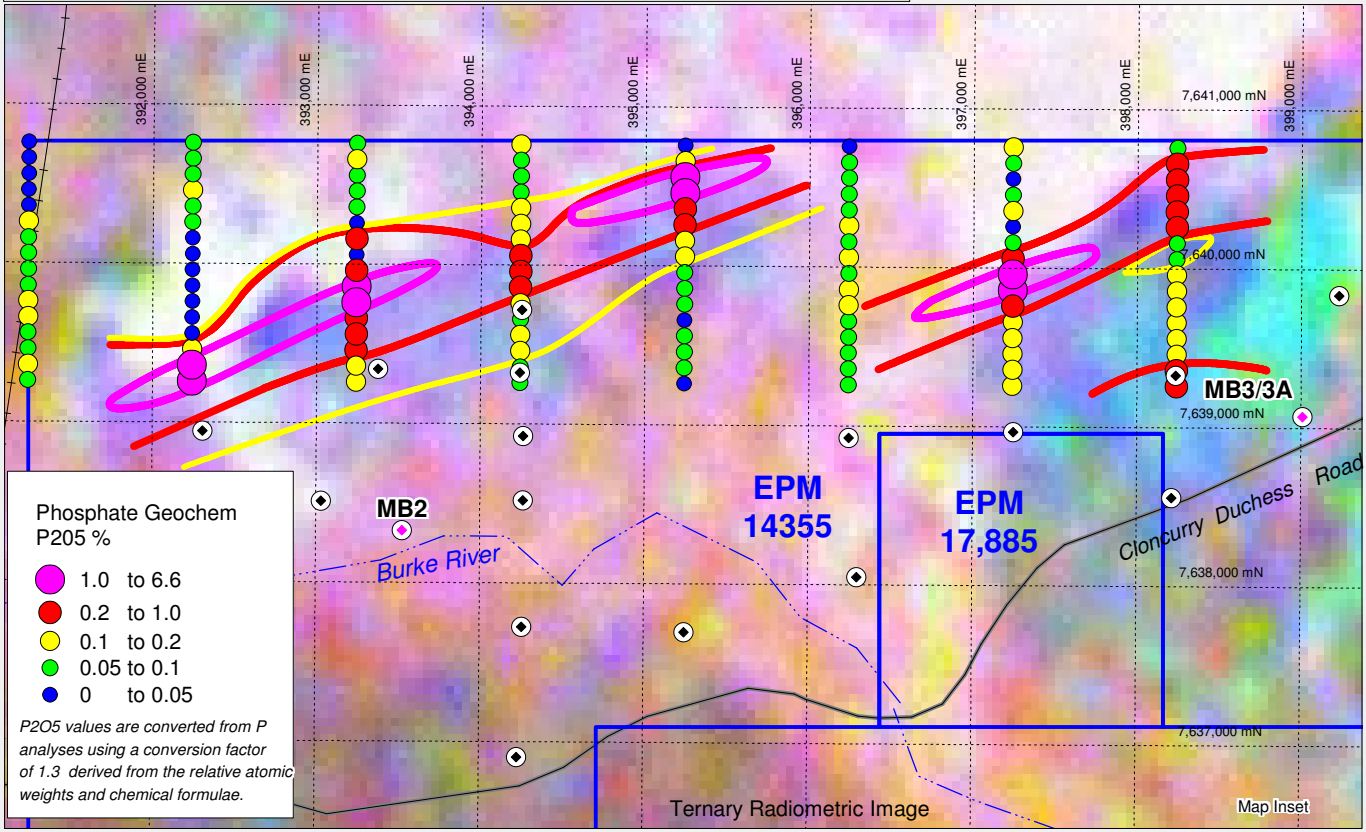 392,000 mE
393,000 mE
394,000 mE
395,000 mE
396,000 mE
397,000 mE
398,000 mE
399,000 mE
7,641,000 mN
7,640,000 mN
MB3/3A
7,639,000 mN
Cloncurry Duchess Road
EPM
14355
EPM
17,885
MB2
Burke River
7,638,000 mN
7,637,000 mN
Phosphate Geochem
P205 %
1.0 to 6.6
0.2 to 1.0
0.1 to 0.2
0.05 to 0.1
0 to 0.05
P2O5 values are converted from P
analyses using a conversion factor
of 1.3 derived from the relative atomic
weights and chemical formulae.
Ternary Radiometric Image
Map Inset